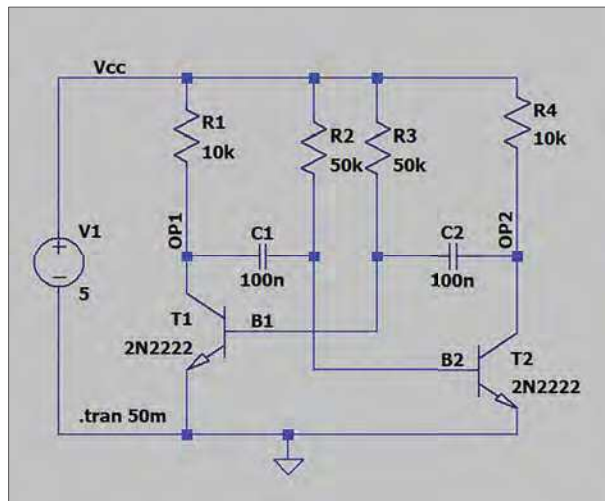 Vcc
R1
10k
R2
50k
R3
50k
R4
10k
V1
5
OP1
C1
100n
C2
100n
OP2
T1
2N2222
B1
B2
T2
2N2222
.tran 50m